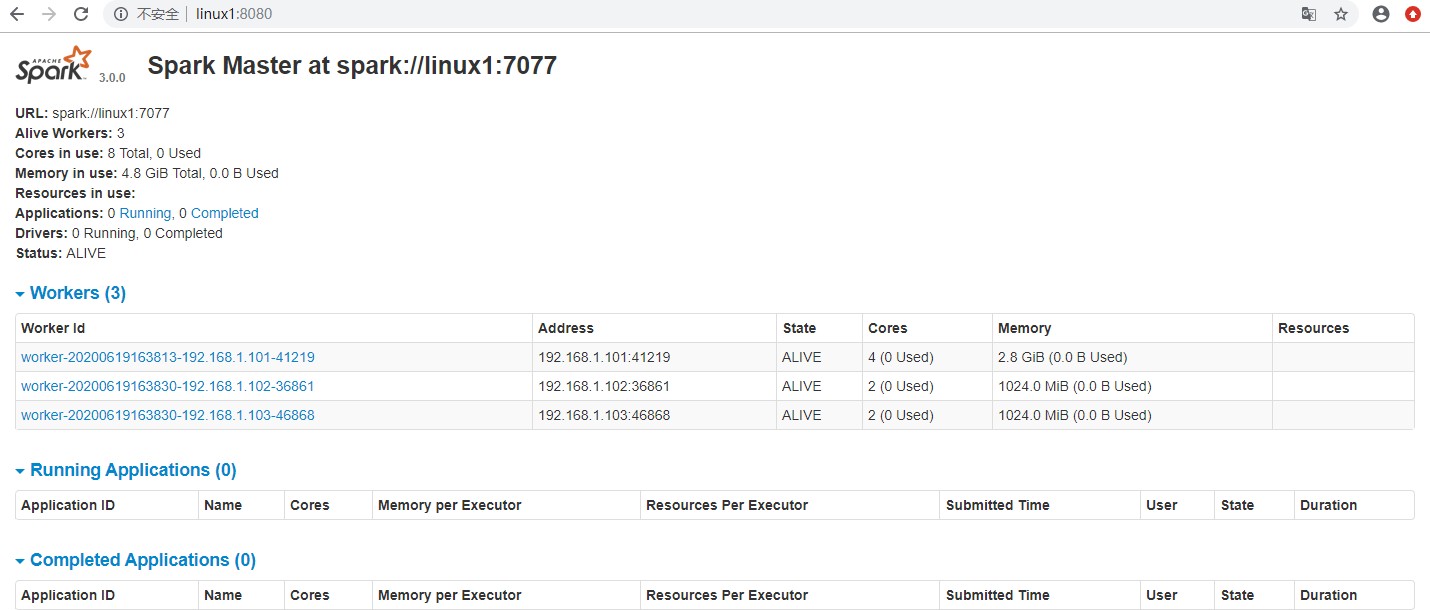 不安全 linux1:8080
APACHE Spark 3.0.0 Spark Master at spark://linux1:7077
URL: spark://linux1:7077
Alive Workers: 3
Cores in use: 8 Total, 0 Used
Memory in use: 4.8 GiB Total, 0.0 B Used
Resources in use:
Applications: 0 Running, 0 Completed
Drivers: 0 Running, 0 Completed
Status: ALIVE
Workers (3)
Worker Id Address State Cores Memory Resources
worker-20200619163813-192.168.1.101-41219 192.168.1.101:41219 ALIVE 4 (0 Used) 2.8 GiB (0.0 B Used)
worker-20200619163830-192.168.1.102-36861 192.168.1.102:36861 ALIVE 2 (0 Used) 1024.0 MiB (0.0 B Used)
worker-20200619163830-192.168.1.103-46868 192.168.1.103:46868 ALIVE 2 (0 Used) 1024.0 MiB (0.0 B Used)
Running Applications (0)
Application ID Name Cores Memory per Executor Resources Per Executor Submitted Time User State Duration
Completed Applications (0)
Application ID Name Cores Memory per Executor Resources Per Executor Submitted Time User State Duration